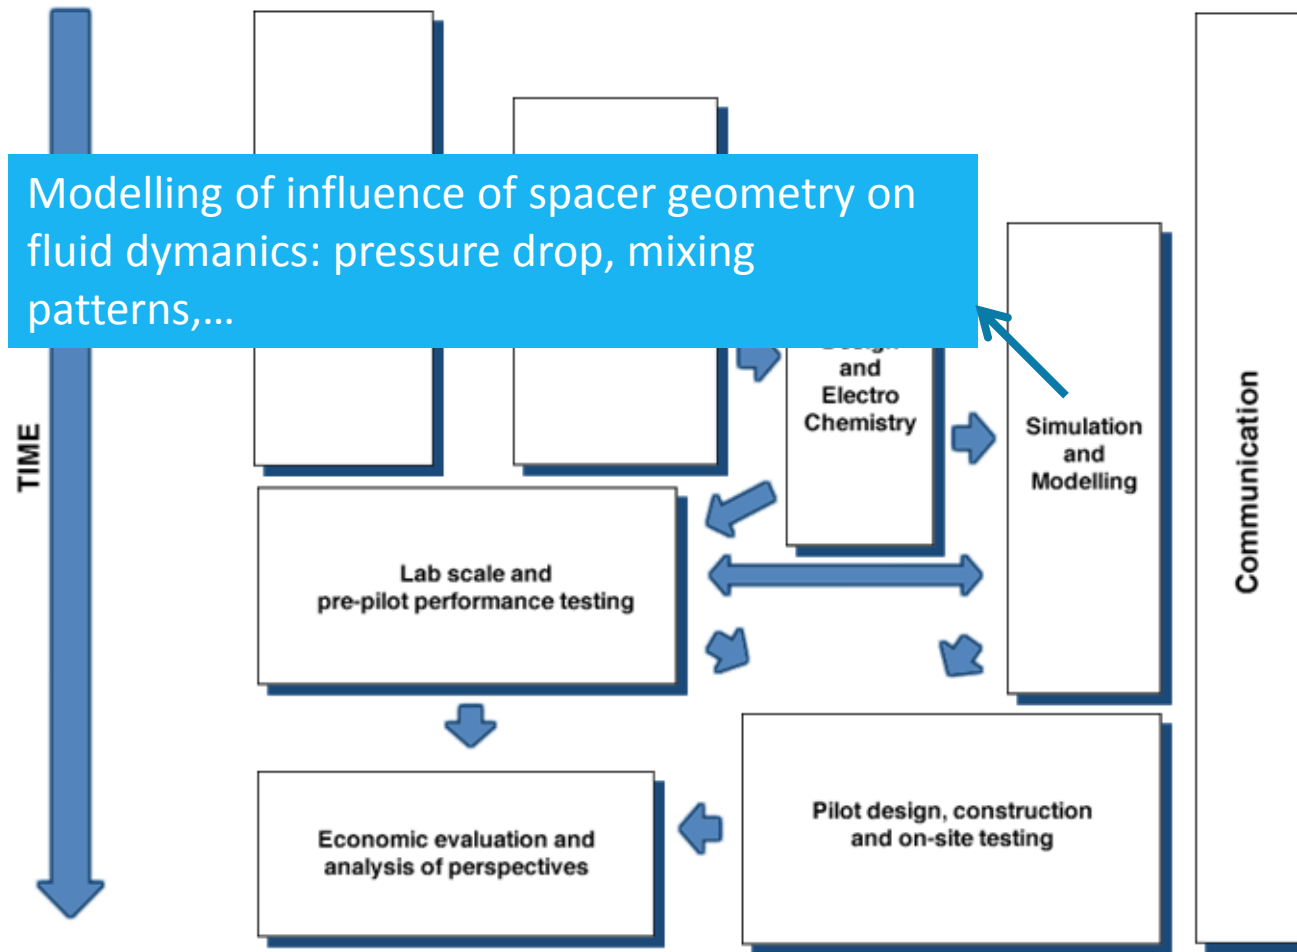 Modelling of influence of spacer geometry on
fluid dymanics: pressure drop, mixing
patterns,...
TIME
and
Electro
Chemistry
Simulation
and
Modelling
Communication
Lab scale and
pre-pilot performance testing
Economic evaluation and
analysis of perspectives
Pilot design, construction
and on-site testing